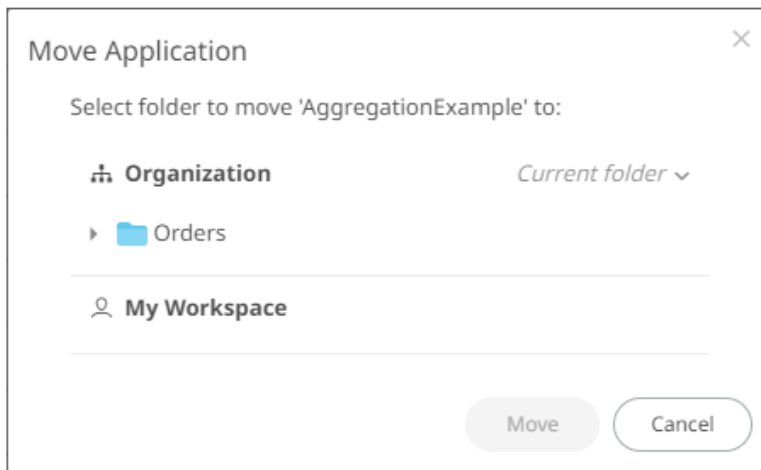 Move Application
Select folder to move 'AggregationExample' to:
Organization Current folder
Orders
My Workspace
Move Cancel